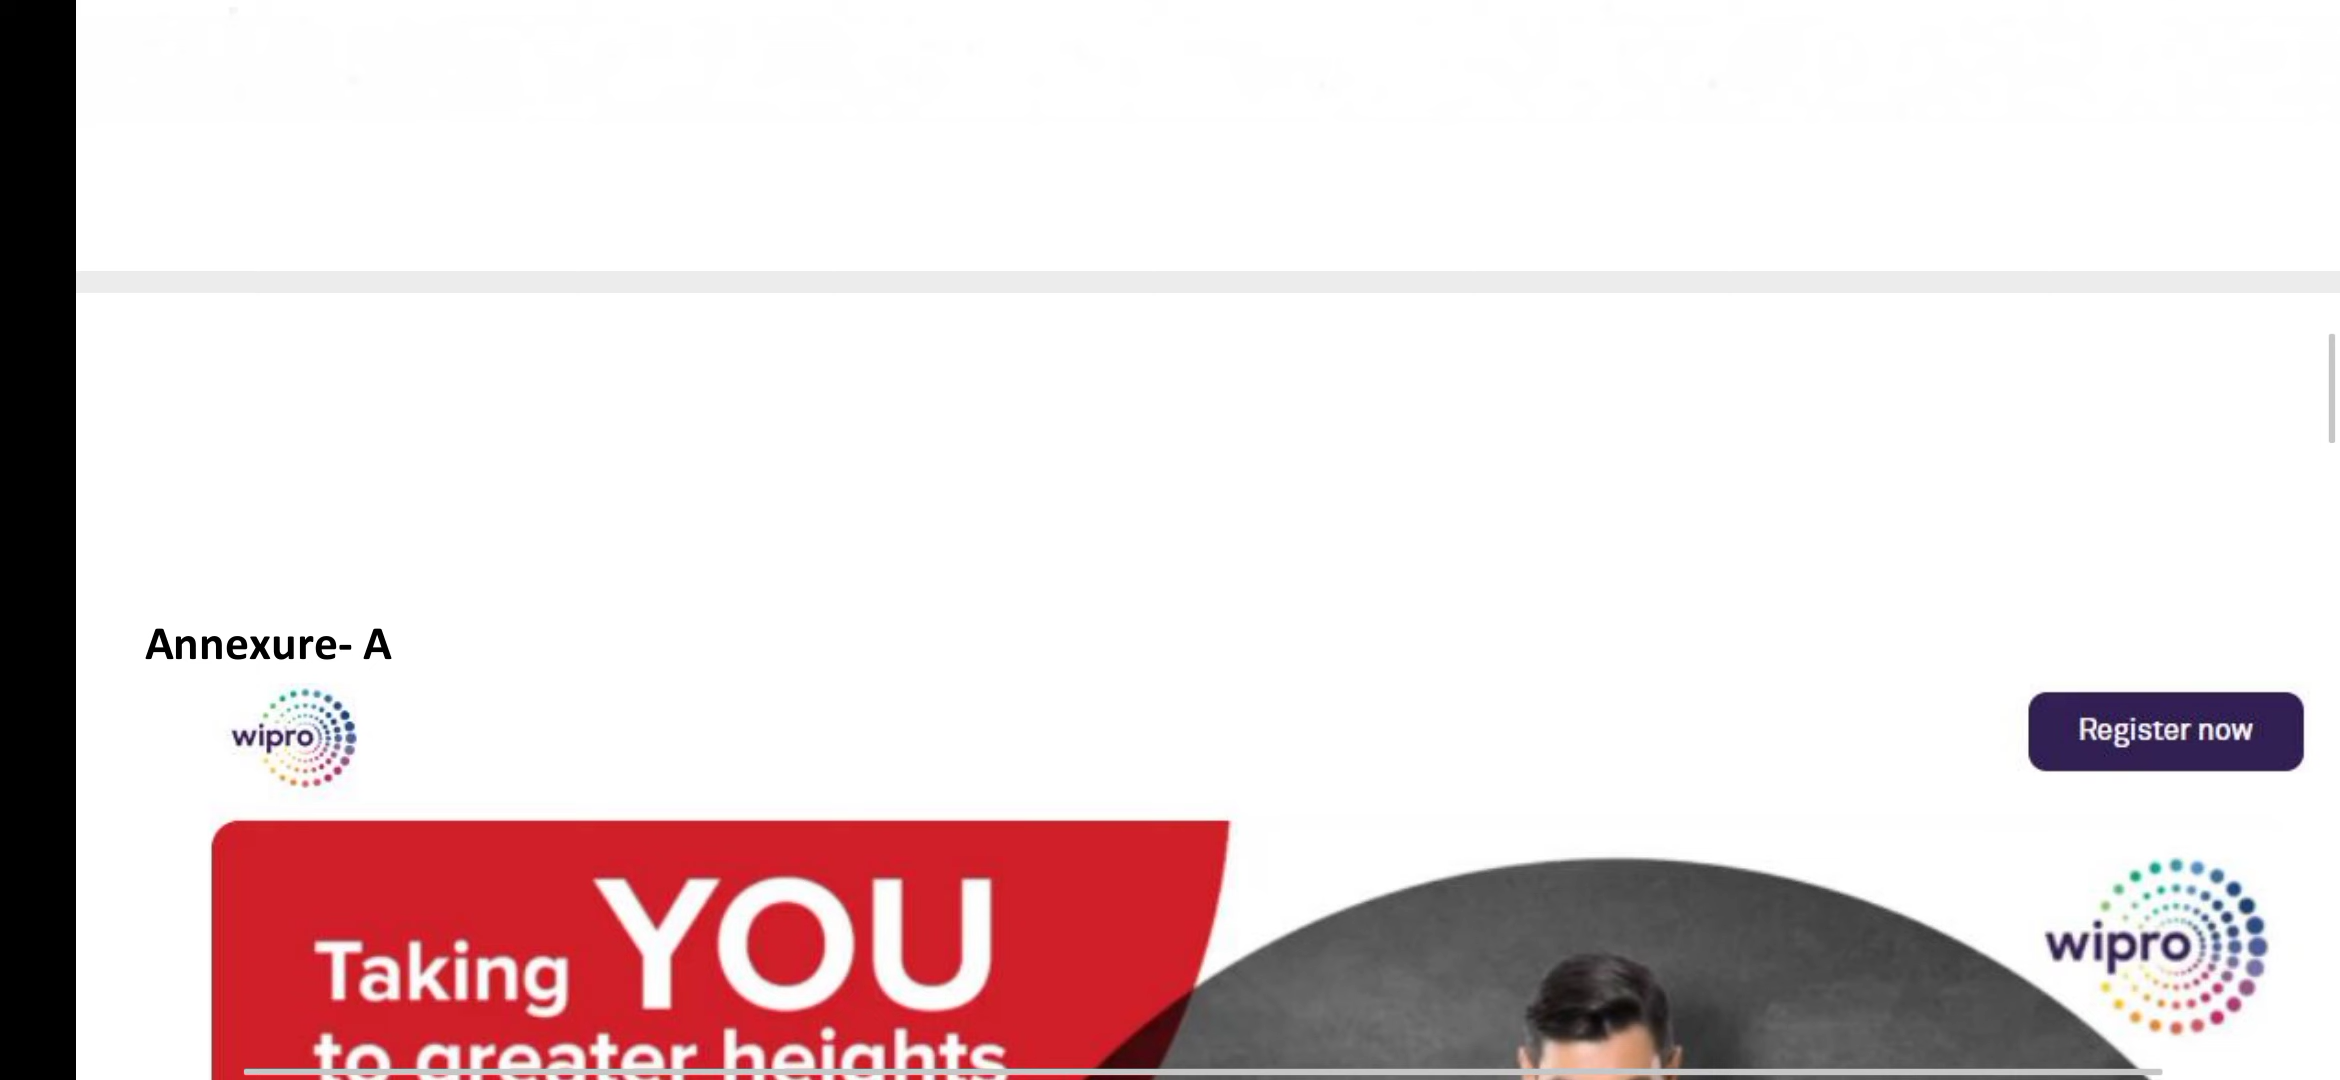 Annexure- A
wipro
Register now
Taking YOU
to greater heights
wipro